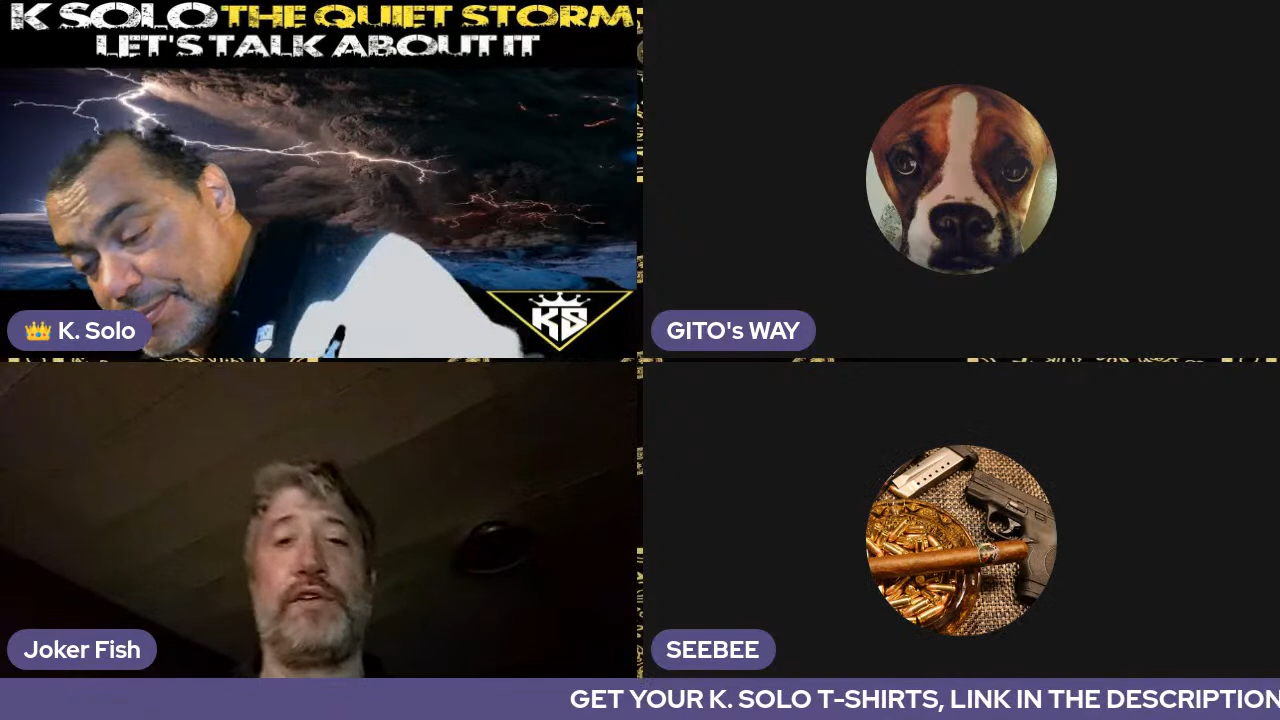 K SOLO THE QUIET STORM
LET'S TALK ABOUT IT
KS
👑 K. Solo
GITO's WAY
Joker Fish
SEEBEE
GET YOUR K. SOLO T-SHIRTS, LINK IN THE DESCRIPTION